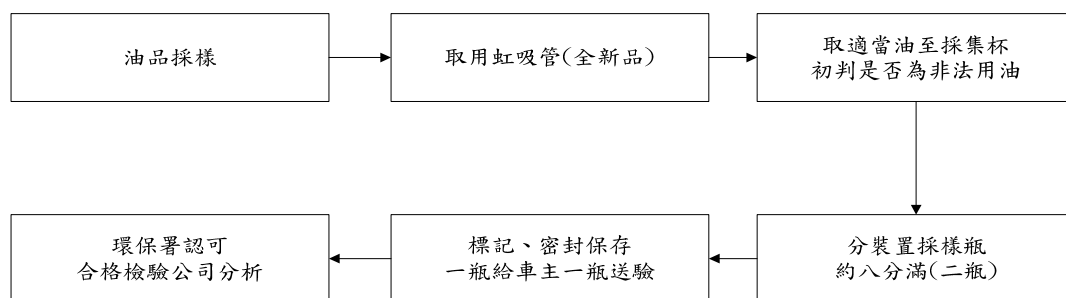 油品採樣
取用虹吸管(全新品)
取適當油至採集杯
初判是否為非法用油
分裝置採樣瓶
約八分滿(二瓶)
標記、密封保存
一瓶給車主一瓶送驗
環保署認可
合格檢驗公司分析